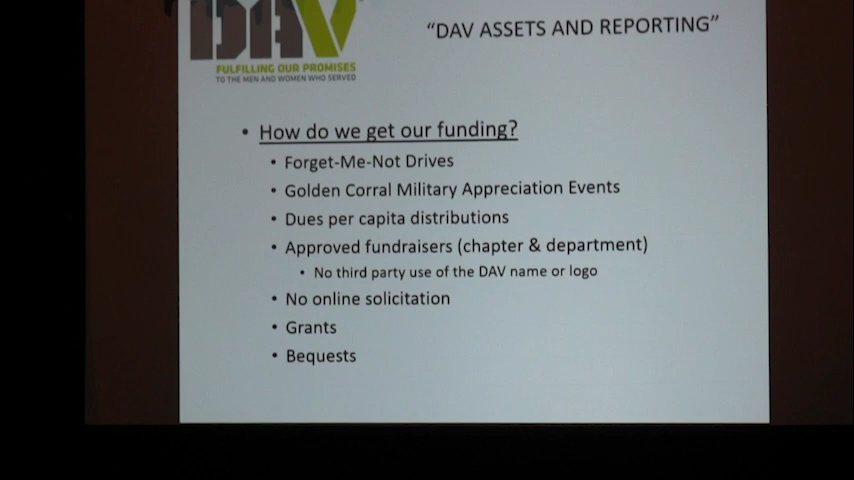 DAV
FULFILLING OUR PROMISES
TO THE MEN AND WOMEN WHO SERVED
“DAV ASSETS AND REPORTING”
• How do we get our funding?
• Forget-Me-Not Drives
• Golden Corral Military Appreciation Events
• Dues per capita distributions
• Approved fundraisers (chapter & department)
• No third party use of the DAV name or logo
• No online solicitation
• Grants
• Bequests